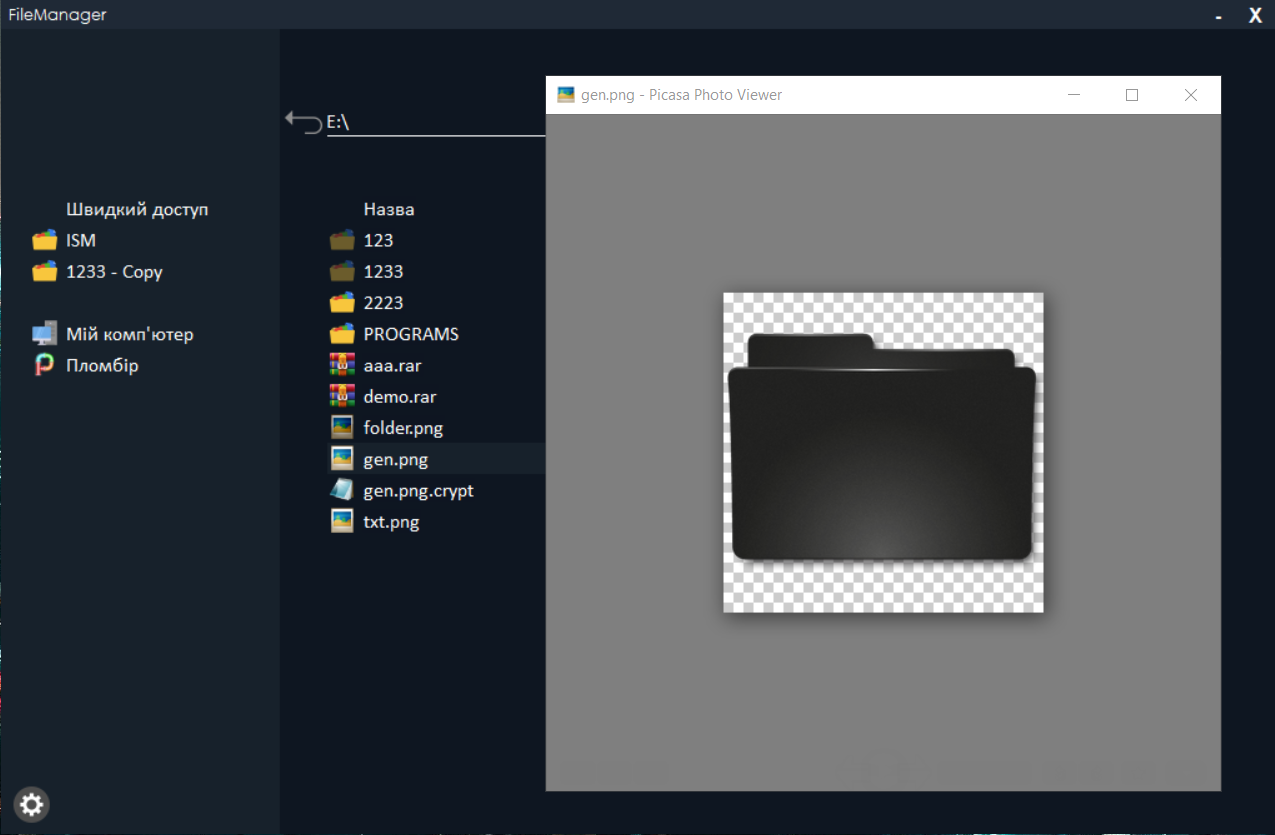 FileManager
- X
gen.png - Picasa Photo Viewer
E:\
Швидкий доступ
ISM
1233 - Copy
Мій комп'ютер
Пломбір
Назва
123
1233
2223
PROGRAMS
aaa.rar
demo.rar
folder.png
gen.png
gen.png.crypt
txt.png